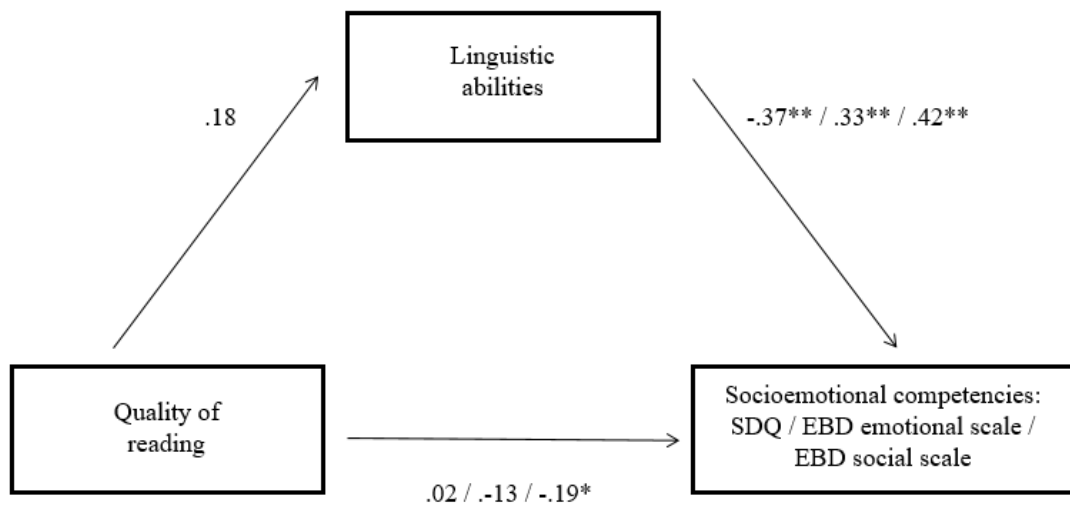 Linguistic
abilities
.18
-.37** / .33** / .42**
Quality of
reading
Socioemotional competencies:
SDQ / EBD emotional scale /
EBD social scale
.02 / .-13 / -.19*